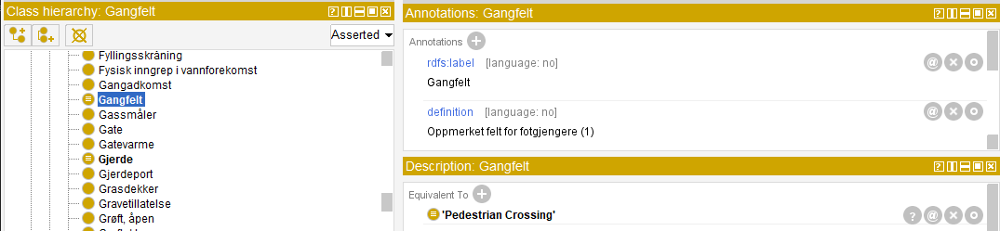 Class hierarchy: Gangfelt
Asserted
Fyllingsskråning
Fysisk inngrep i vannforekomst
Gangadkomst
Gangfelt
Gassmåler
Gate
Gatevarme
Gjerde
Gjerdeport
Grasdekker
Gravetillatelse
Grøft, åpen
Annotations: Gangfelt
Annotations
rdfs:label [language: no]
Gangfelt
definition [language: no]
Oppmerket felt for fotgjengere (1)
Description: Gangfelt
Equivalent To
'Pedestrian Crossing'